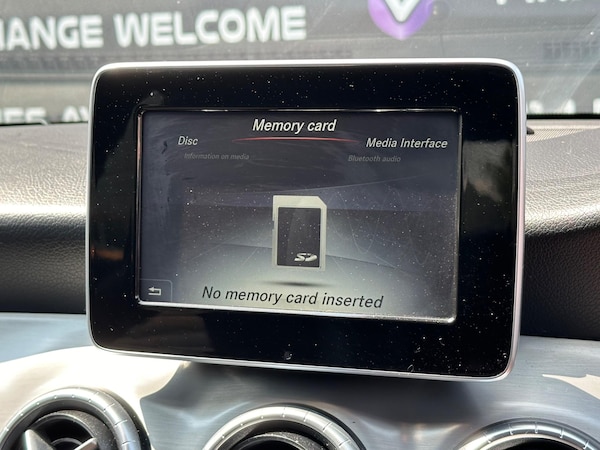 HANGE WELCOME
Memory card
Disc
Media Interface
Information on media
Bluetooth audio
SD
No memory card inserted